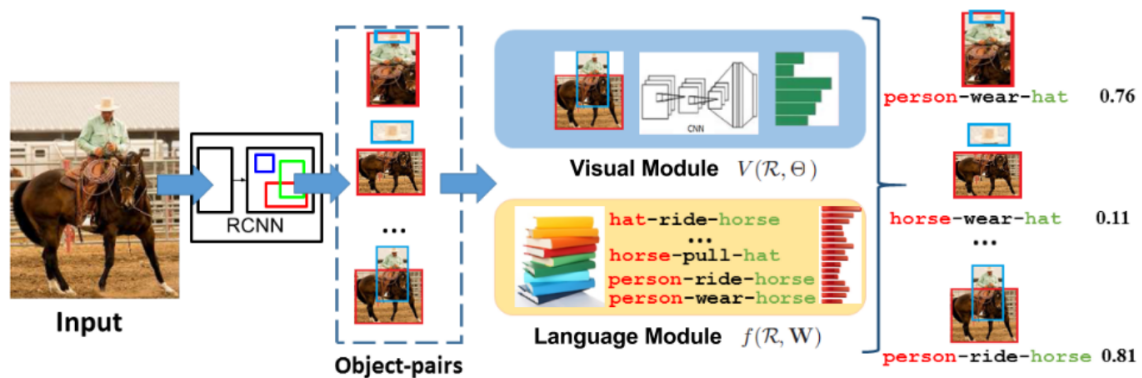 Input
RCNN
Object-pairs
...
CNN
Visual Module V(R, Θ)
hat-ride-horse
...
horse-pull-hat
person-ride-horse
person-wear-horse
Language Module f(R, W)
person-wear-hat 0.76
horse-wear-hat 0.11
...
person-ride-horse 0.81